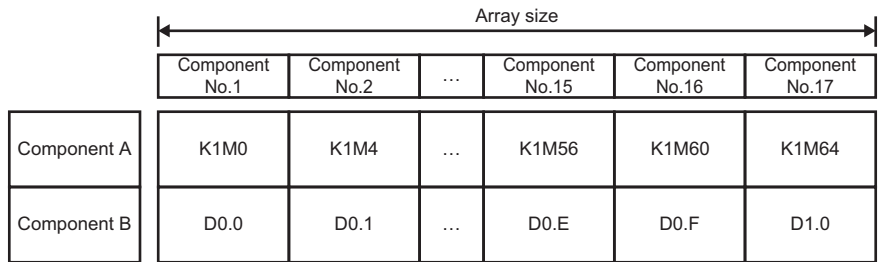 Array size
Component No.1 Component No.2 … Component No.15 Component No.16 Component No.17
Component A K1M0 K1M4 … K1M56 K1M60 K1M64
Component B D0.0 D0.1 … D0.E D0.F D1.0